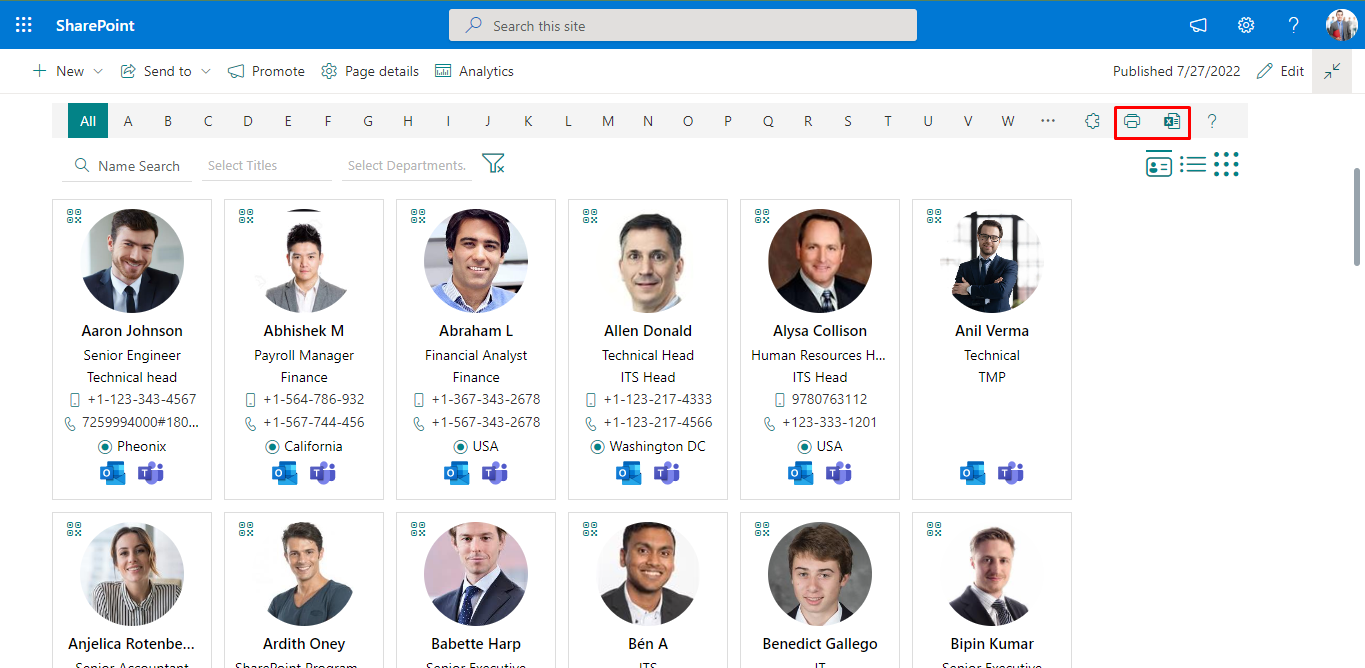 SharePoint
Search this site
?
New
Send to
Promote
Page details
Analytics
Published 7/27/2022
Edit
All A B C D E F G H I J K L M N O P Q R S T U V W ··· ?
Name Search
Select Titles
Select Departments.
Aaron Johnson
Senior Engineer
Technical head
+1-123-343-4567
7259994000#180...
Pheonix
Abhishek M
Payroll Manager
Finance
+1-564-786-932
+1-567-744-456
California
Abraham L
Financial Analyst
Finance
+1-367-343-2678
+1-567-343-2678
USA
Allen Donald
Technical Head
ITS Head
+1-123-217-4333
+1-123-217-4566
Washington DC
Alysa Collison
Human Resources H...
ITS Head
9780763112
+123-333-1201
USA
Anil Verma
Technical
TMP
Anjelica Rotenbe...
Senior Accountant
Ardith Oney
SharePoint Program
Babette Harp
Senior Executive
Bén A
ITS
Benedict Gallego
IT
Bipin Kumar
Senior Executive